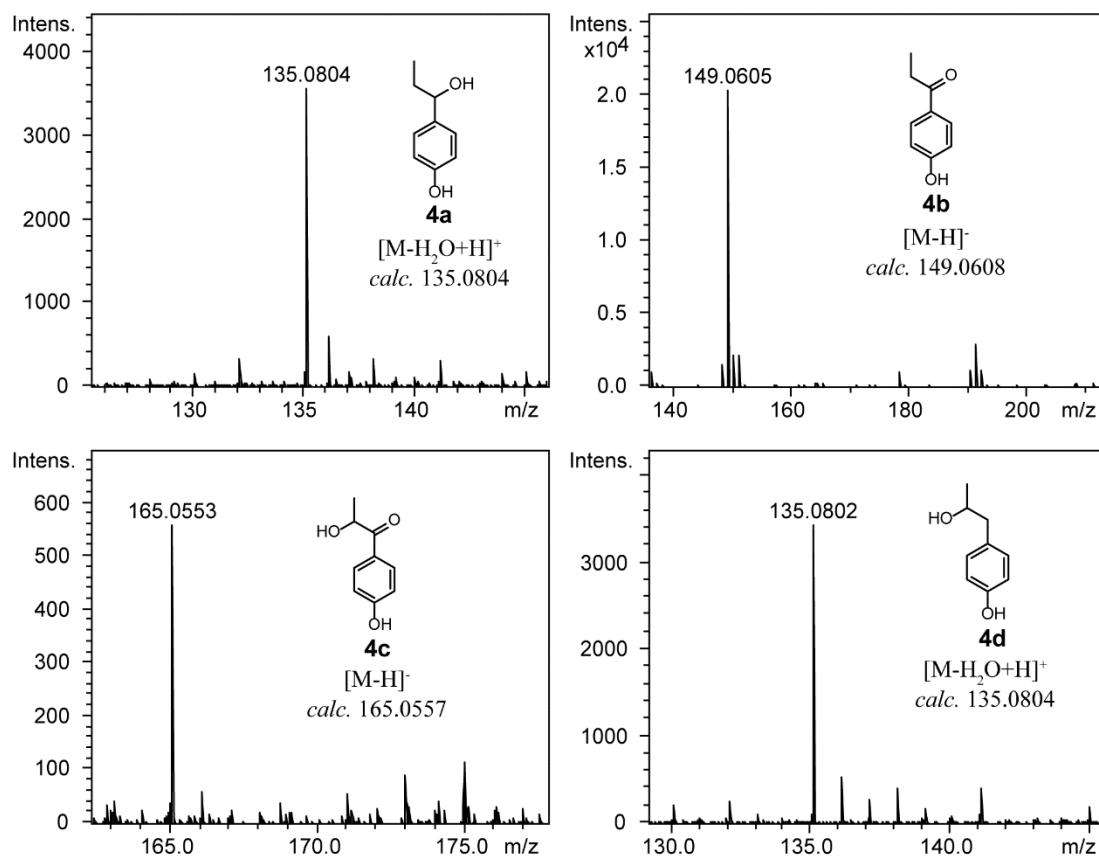 Intens.
4000
3000
2000
1000
0
130
135
140
m/z
135.0804
OH
OH
4a
[M-H₂O+H]⁺
calc. 135.0804
Intens.
x10⁴
2.0
1.5
1.0
0.5
0.0
140
160
180
200
m/z
149.0605
O
OH
4b
[M-H]⁻
calc. 149.0608
Intens.
600
500
400
300
200
100
0
165.0
170.0
175.0
m/z
165.0553
HO
O
OH
4c
[M-H]⁻
calc. 165.0557
Intens.
3000
2000
1000
0
130.0
135.0
140.0
m/z
135.0802
HO
OH
4d
[M-H₂O+H]⁺
calc. 135.0804